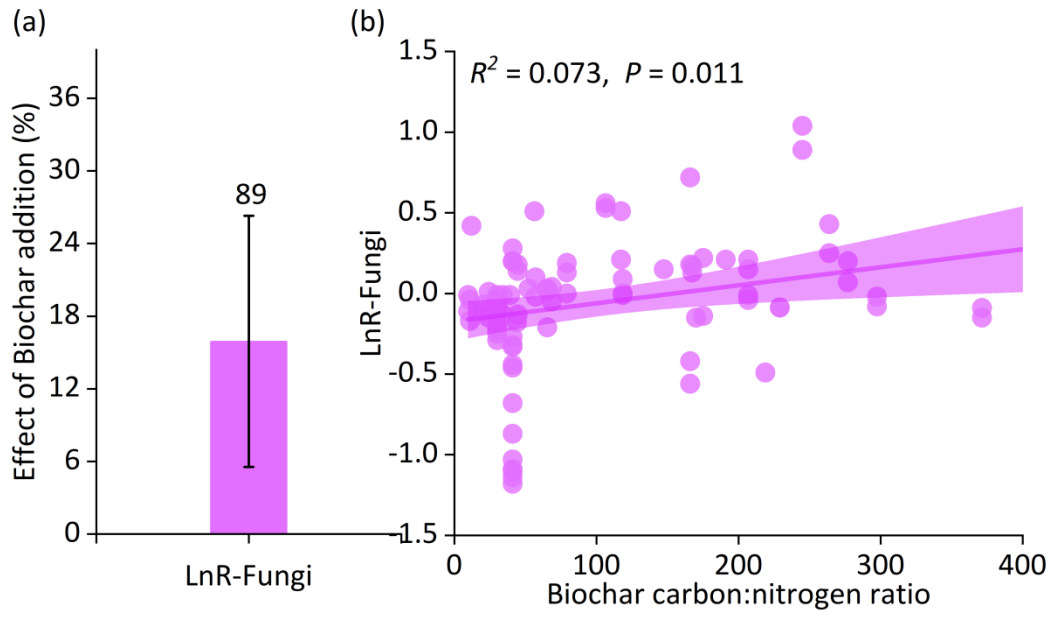 (a)
Effect of Biochar addition (%)
36
30
24
18
12
6
0
89
LnR-Fungi
(b)
R² = 0.073, P = 0.011
LnR-Fungi
1.5
1.0
0.5
0.0
-0.5
-1.0
-1.5
0 100 200 300 400
Biochar carbon:nitrogen ratio